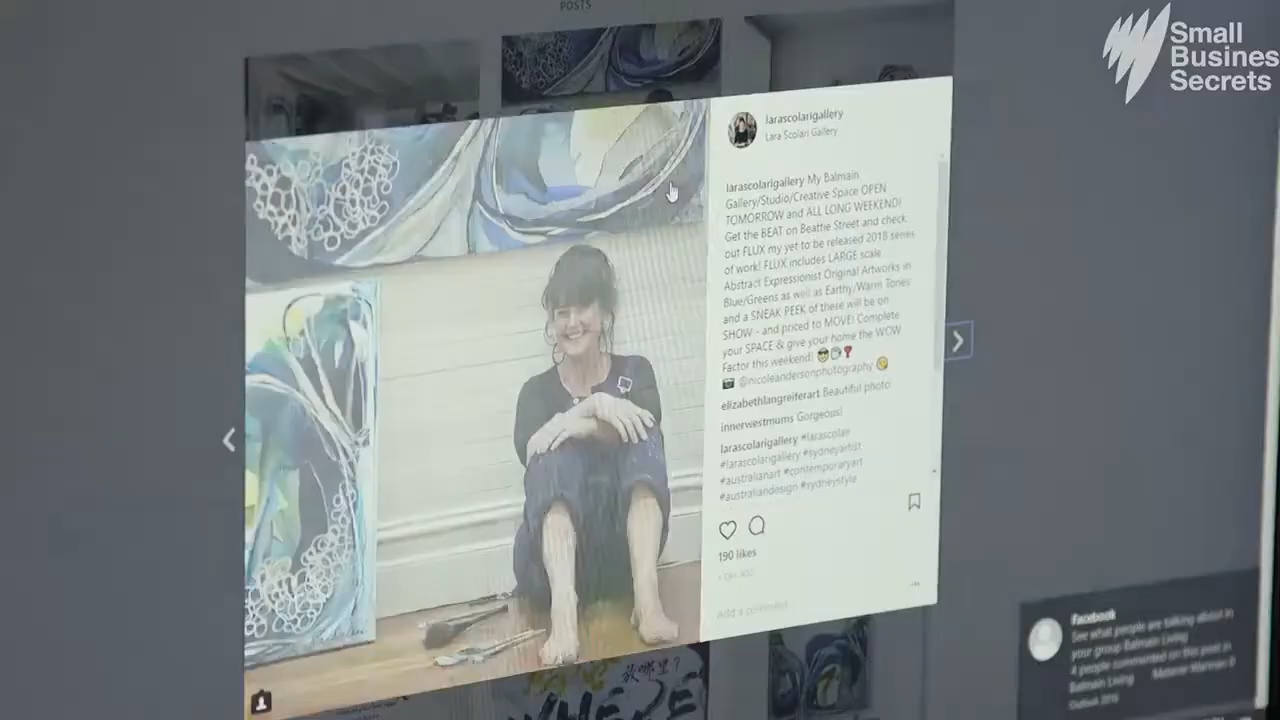 POSTS
Small
Business
Secrets
larascolarigallery
Lara Scolari Gallery
larascolarigallery My Balmain
Gallery/Studio/Creative Space OPEN
TOMORROW and ALL LONG WEEKEND!
Get the BEAT on Beattie Street and check
out FLUX my yet to be released 2018 series
of work! FLUX includes LARGE scale
Abstract Expressionist Original Artworks in
Blue/Greens as well as Earthy/Warm Tones
and a SNEAK PEEK of these will be on
SHOW - and priced to MOVE! Complete
your SPACE & give your home the WOW
Factor this weekend! 😎🍻❣️
📷 @nicoleandersonphotography 😋
elizabethlangreiterart Beautiful photo
innerwestmums Gorgeous!
larascolarigallery #larascolari
#larascolarigallery #sydneyartist
#australianart #contemporaryart
#australiandesign #sydneystyle
190 likes
Add a comment...
放哪里?
WHERE
Facebook
See what people are talking about in
your group Balmain Living
4 people commented on this post in
Balmain Living
Outlook 2016